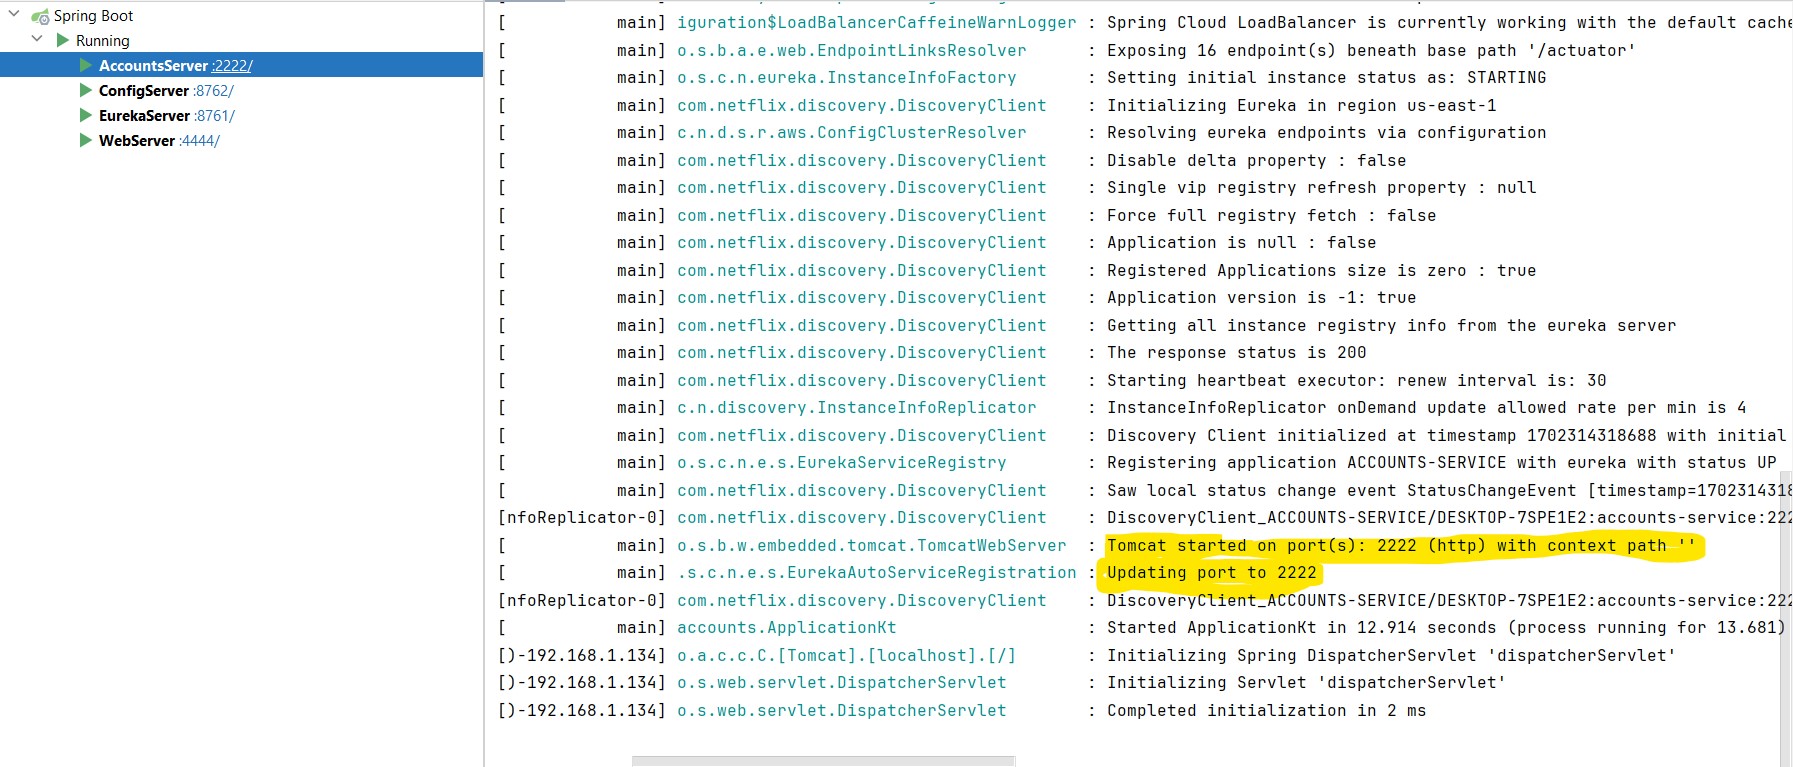 Spring Boot
Running
AccountsServer :2222/
ConfigServer :8762/
EurekaServer :8761/
WebServer :4444/
[ main] iguration$LoadBalancerCaffeineWarnLogger : Spring Cloud LoadBalancer is currently working with the default cache
[ main] o.s.b.a.e.web.EndpointLinksResolver : Exposing 16 endpoint(s) beneath base path '/actuator'
[ main] o.s.c.n.eureka.InstanceInfoFactory : Setting initial instance status as: STARTING
[ main] com.netflix.discovery.DiscoveryClient : Initializing Eureka in region us-east-1
[ main] c.n.d.s.r.aws.ConfigClusterResolver : Resolving eureka endpoints via configuration
[ main] com.netflix.discovery.DiscoveryClient : Disable delta property : false
[ main] com.netflix.discovery.DiscoveryClient : Single vip registry refresh property : null
[ main] com.netflix.discovery.DiscoveryClient : Force full registry fetch : false
[ main] com.netflix.discovery.DiscoveryClient : Application is null : false
[ main] com.netflix.discovery.DiscoveryClient : Registered Applications size is zero : true
[ main] com.netflix.discovery.DiscoveryClient : Application version is -1: true
[ main] com.netflix.discovery.DiscoveryClient : Getting all instance registry info from the eureka server
[ main] com.netflix.discovery.DiscoveryClient : The response status is 200
[ main] com.netflix.discovery.DiscoveryClient : Starting heartbeat executor: renew interval is: 30
[ main] c.n.discovery.InstanceInfoReplicator : InstanceInfoReplicator onDemand update allowed rate per min is 4
[ main] com.netflix.discovery.DiscoveryClient : Discovery Client initialized at timestamp 1702314318688 with initial
[ main] o.s.c.n.e.s.EurekaServiceRegistry : Registering application ACCOUNTS-SERVICE with eureka with status UP
[ main] com.netflix.discovery.DiscoveryClient : Saw local status change event StatusChangeEvent [timestamp=1702314318
[nfoReplicator-0] com.netflix.discovery.DiscoveryClient : DiscoveryClient_ACCOUNTS-SERVICE/DESKTOP-7SPE1E2:accounts-service:222
[ main] o.s.b.w.embedded.tomcat.TomcatWebServer : Tomcat started on port(s): 2222 (http) with context path ''
[ main] .s.c.n.e.s.EurekaAutoServiceRegistration : Updating port to 2222
[nfoReplicator-0] com.netflix.discovery.DiscoveryClient : DiscoveryClient_ACCOUNTS-SERVICE/DESKTOP-7SPE1E2:accounts-service:222
[ main] accounts.ApplicationKt : Started ApplicationKt in 12.914 seconds (process running for 13.681)
[)-192.168.1.134] o.a.c.c.C.[Tomcat].[localhost].[/] : Initializing Spring DispatcherServlet 'dispatcherServlet'
[)-192.168.1.134] o.s.web.servlet.DispatcherServlet : Initializing Servlet 'dispatcherServlet'
[)-192.168.1.134] o.s.web.servlet.DispatcherServlet : Completed initialization in 2 ms